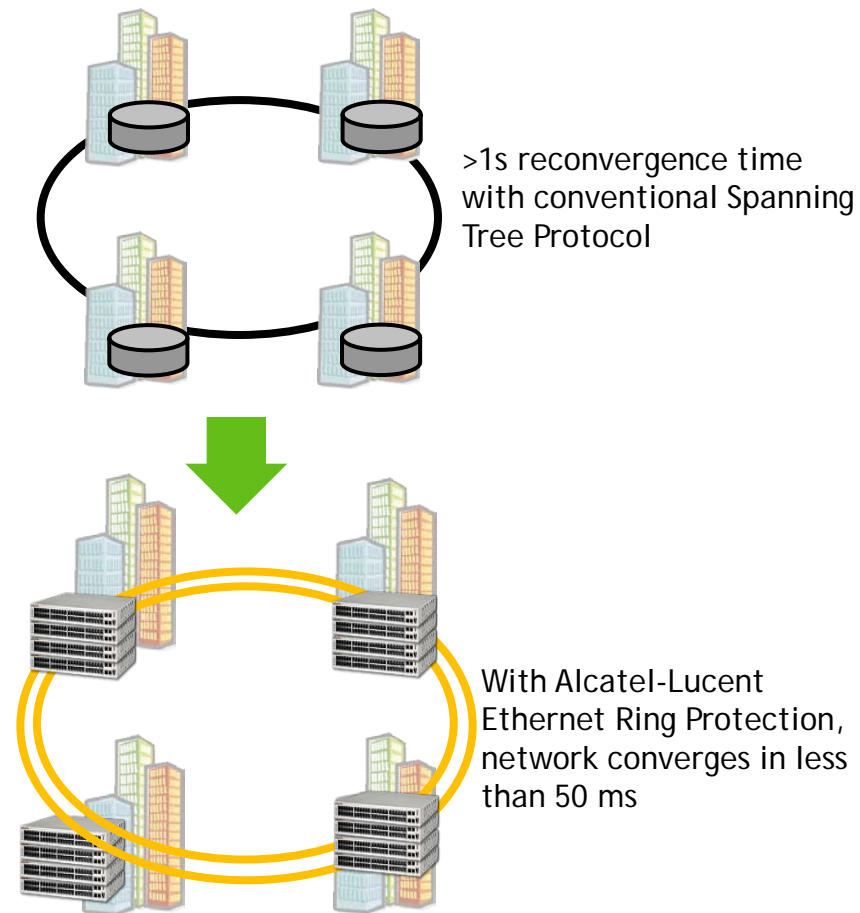 >1s reconvergence time
with conventional Spanning
Tree Protocol
With Alcatel-Lucent
Ethernet Ring Protection,
network converges in less
than 50 ms